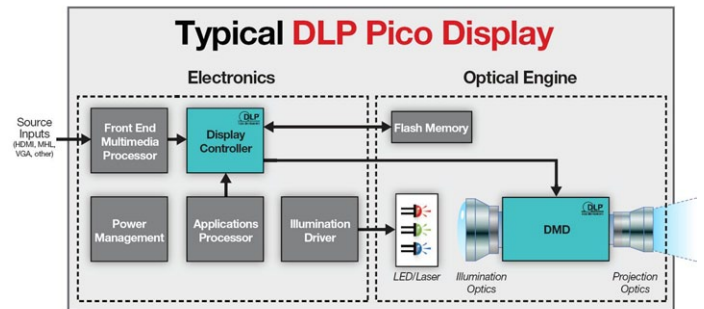 Typical DLP Pico Display
Electronics
Optical Engine
Source
Inputs
(HDMI, MHL,
VGA, other)
Front End
Multimedia
Processor
DLP
Display
Controller
Flash Memory
Power
Management
Applications
Processor
Illumination
Driver
LED/Laser
Illumination
Optics
DLP
DMD
Projection
Optics